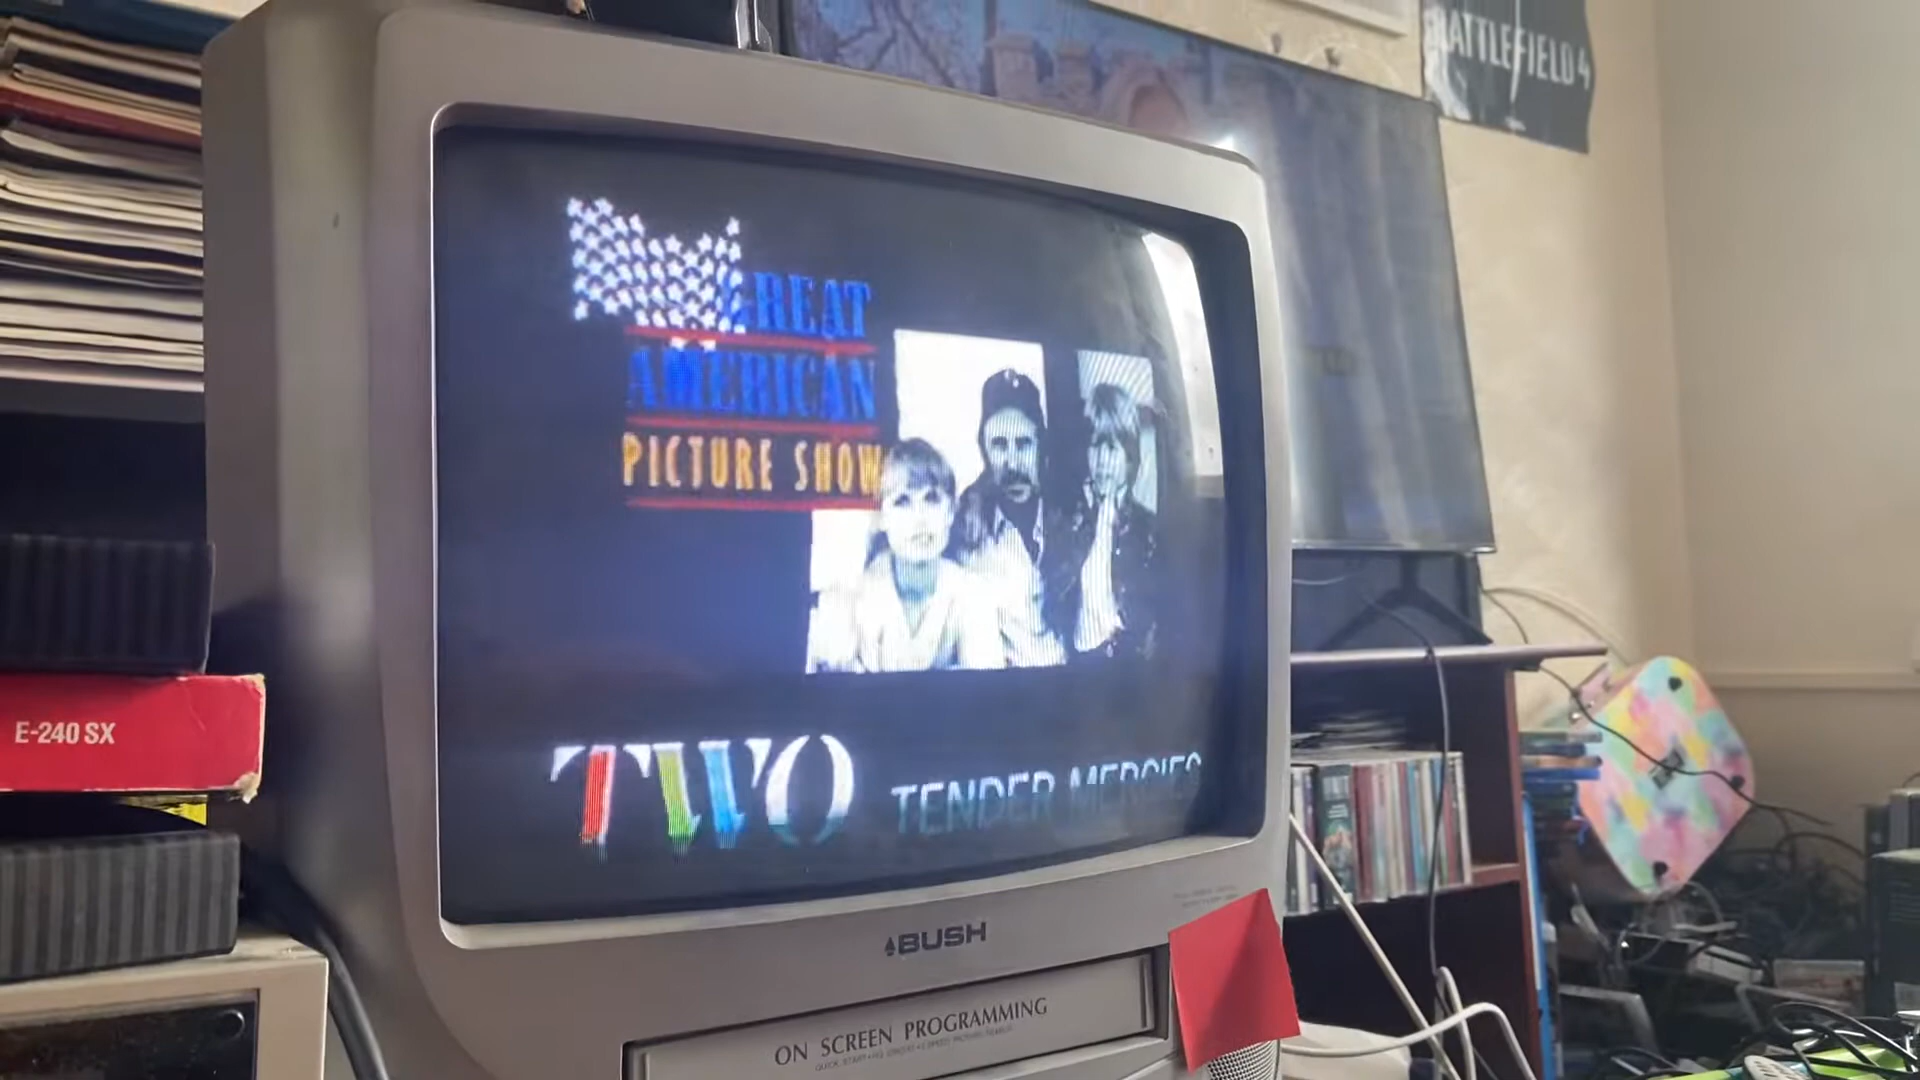 BATTLEFIELD 4
GREAT
AMERICAN
PICTURE SHOW
E-240 SX
TWO TENDER MERCIES
BUSH
ON SCREEN PROGRAMMING